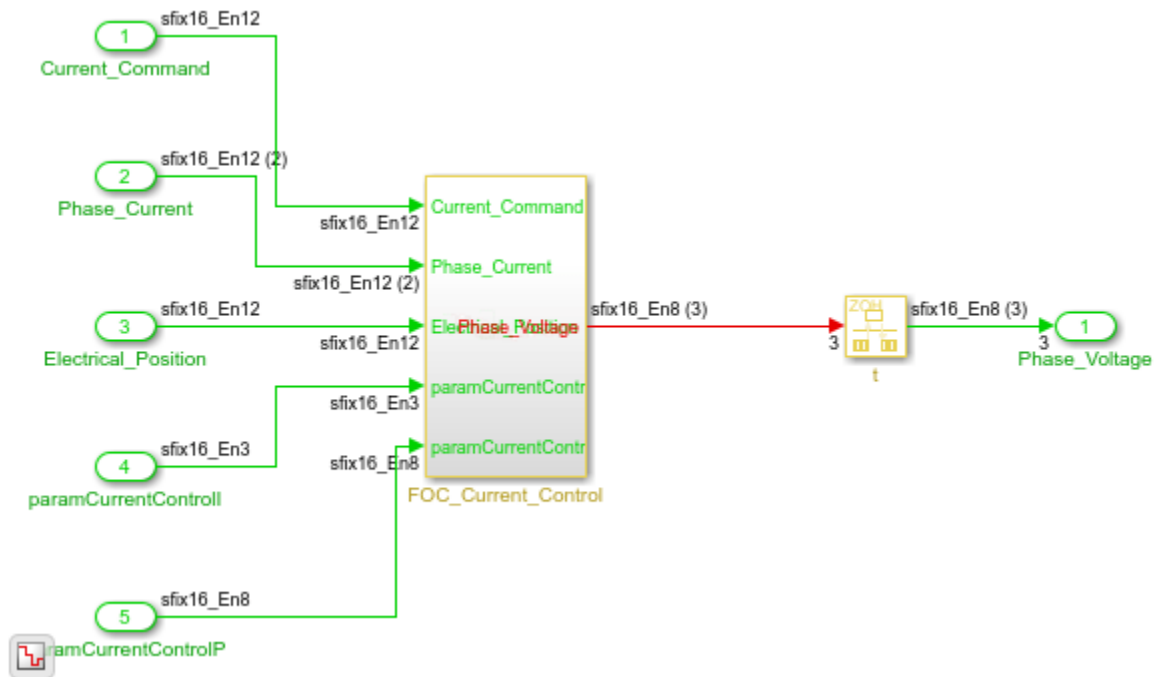 sfix16_En12
1
Current_Command
sfix16_En12 (2)
2
Phase_Current
sfix16_En12
3
Electrical_Position
sfix16_En3
4
paramCurrentControlI
sfix16_En8
5
ramCurrentControlP
Current_Command
sfix16_En12
Phase_Current
sfix16_En12 (2)
Phase_Voltage
sfix16_En12
paramCurrentContr
sfix16_En3
paramCurrentContr
sfix16_En8
FOC_Current_Control
sfix16_En8 (3)
3
ZOH
t
sfix16_En8 (3)
3
1
Phase_Voltage